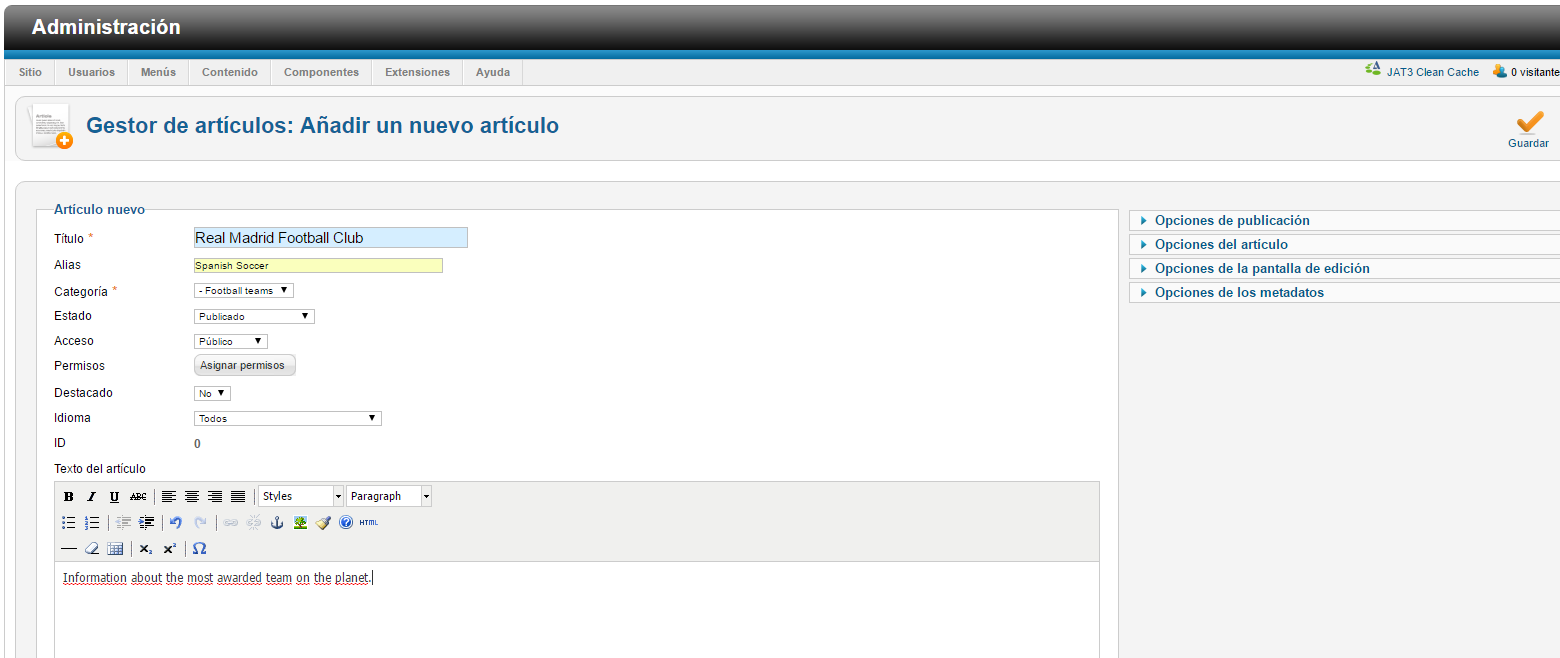 Administración
Sitio Usuarios Menús Contenido Componentes Extensiones Ayuda JAT3 Clean Cache 0 visitante
Gestor de artículos: Añadir un nuevo artículo
Guardar
Artículo nuevo
Título * Real Madrid Football Club
Alias Spanish Soccer
Categoría * - Football teams
Estado Publicado
Acceso Público
Permisos Asignar permisos
Destacado No
Idioma Todos
ID 0
Texto del artículo
B I U ABC Styles Paragraph
HTML
x₂ x² Ω
Information about the most awarded team on the planet.
Opciones de publicación
Opciones del artículo
Opciones de la pantalla de edición
Opciones de los metadatos